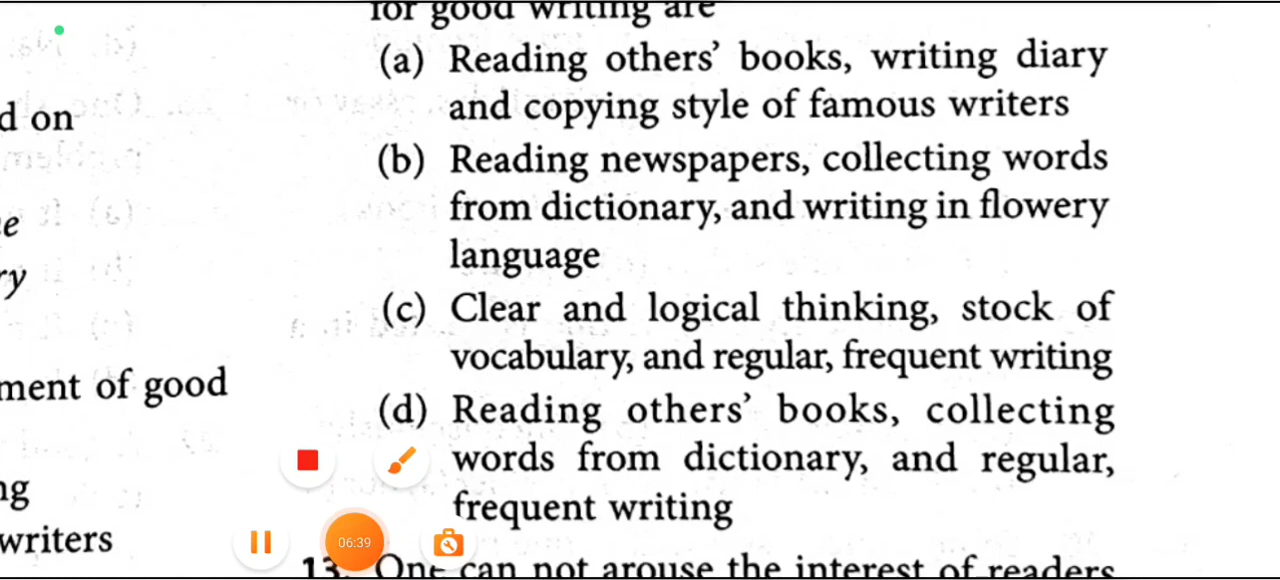 for good writing are
(a) Reading others' books, writing diary
and copying style of famous writers
(b) Reading newspapers, collecting words
from dictionary, and writing in flowery
language
(c) Clear and logical thinking, stock of
vocabulary, and regular, frequent writing
(d) Reading others' books, collecting
words from dictionary, and regular,
frequent writing
13. One can not arouse the interest of readers
d on
e
ry
ment of good
ng
writers
06:39